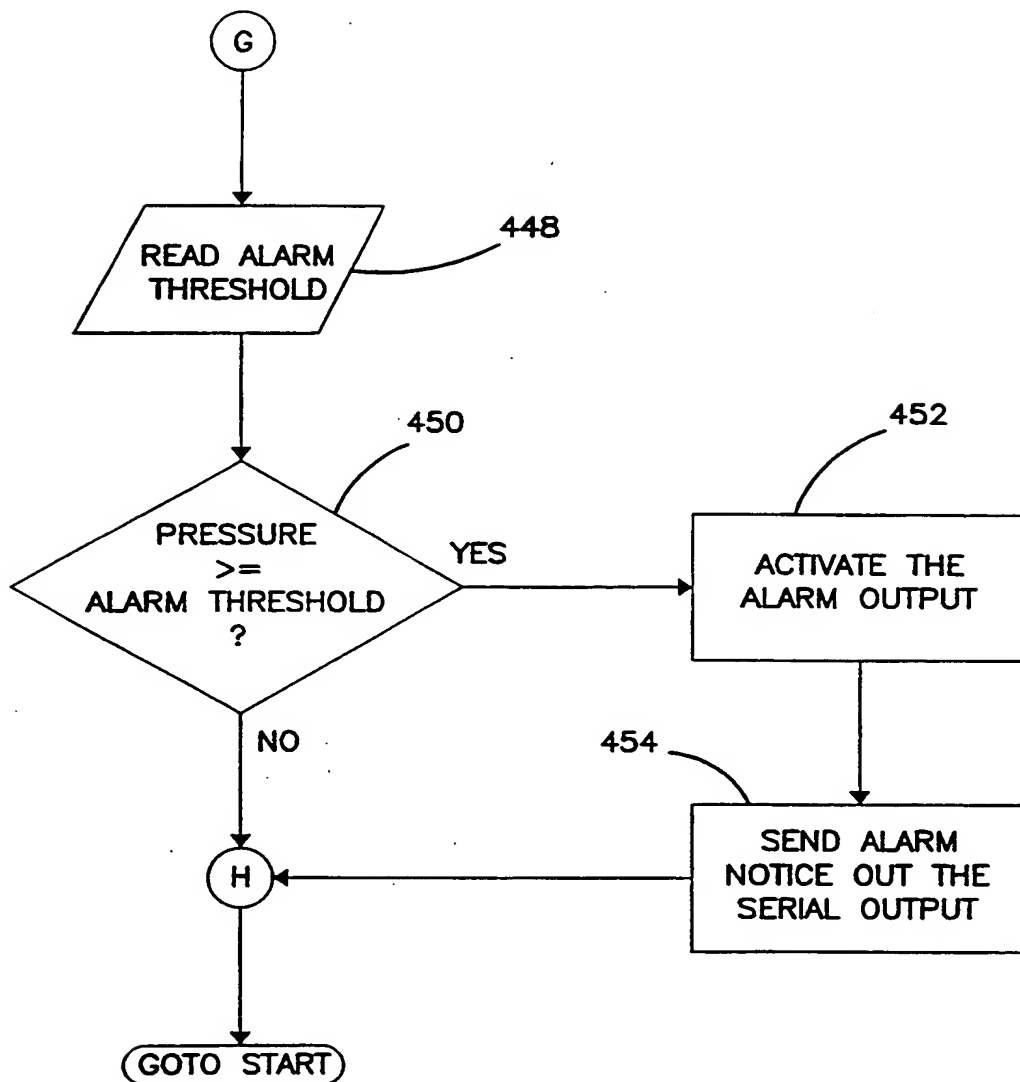 G
READ ALARM
THRESHOLD
448
450
PRESSURE
>=
ALARM THRESHOLD
?
YES
452
ACTIVATE THE
ALARM OUTPUT
NO
454
SEND ALARM
NOTICE OUT THE
SERIAL OUTPUT
H
GOTO START